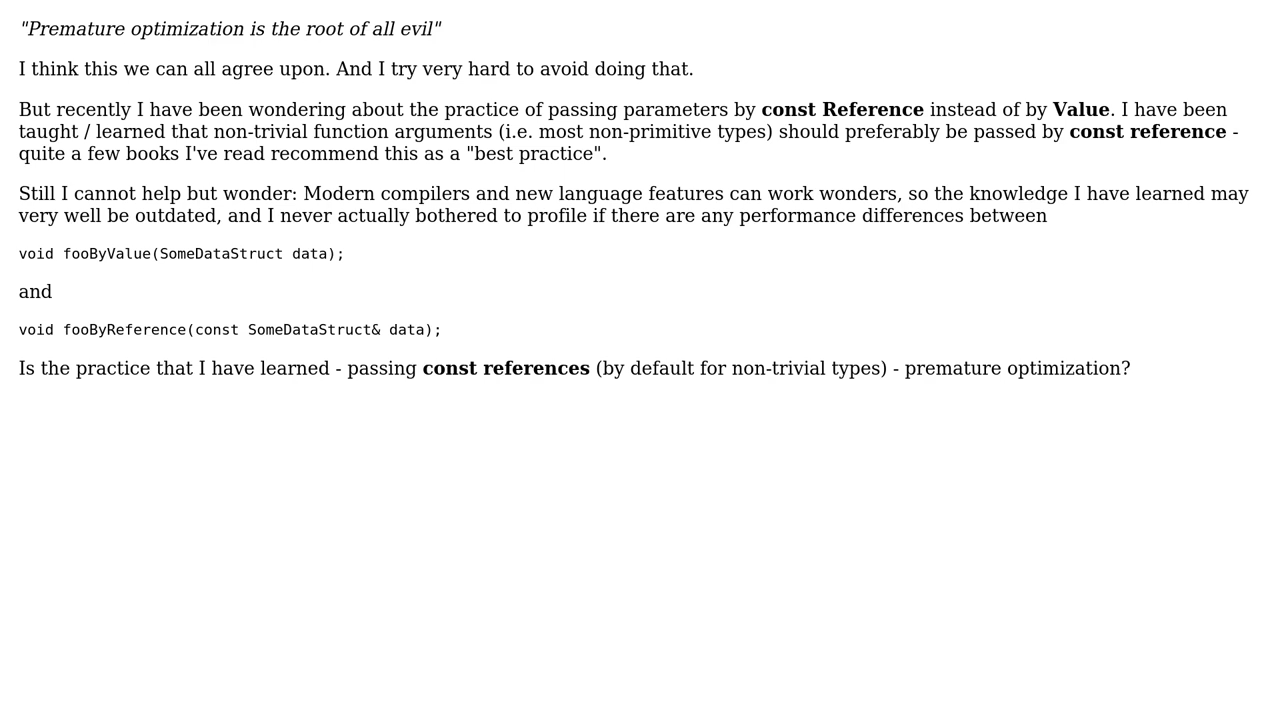 "Premature optimization is the root of all evil"
I think this we can all agree upon. And I try very hard to avoid doing that.
But recently I have been wondering about the practice of passing parameters by const Reference instead of by Value. I have been
taught / learned that non-trivial function arguments (i.e. most non-primitive types) should preferably be passed by const reference -
quite a few books I've read recommend this as a "best practice".
Still I cannot help but wonder: Modern compilers and new language features can work wonders, so the knowledge I have learned may
very well be outdated, and I never actually bothered to profile if there are any performance differences between
void fooByValue(SomeDataStruct data);
and
void fooByReference(const SomeDataStruct& data);
Is the practice that I have learned - passing const references (by default for non-trivial types) - premature optimization?